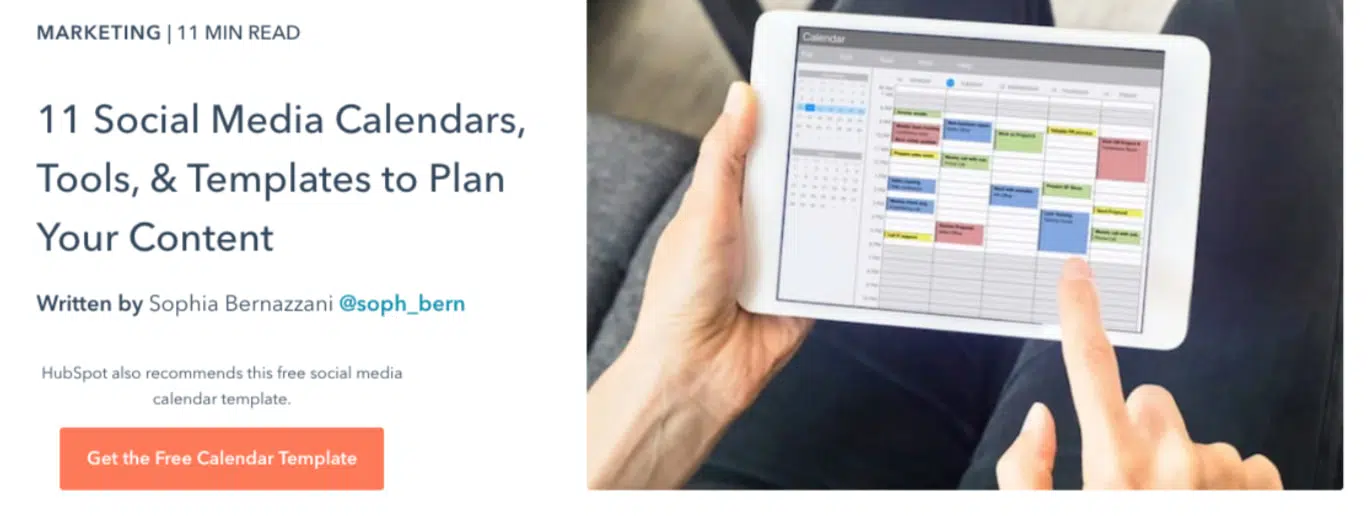 MARKETING | 11 MIN READ
11 Social Media Calendars,
Tools, & Templates to Plan
Your Content
Written by Sophia Bernazzani @soph_bern
HubSpot also recommends this free social media
calendar template.
Get the Free Calendar Template
Calendar